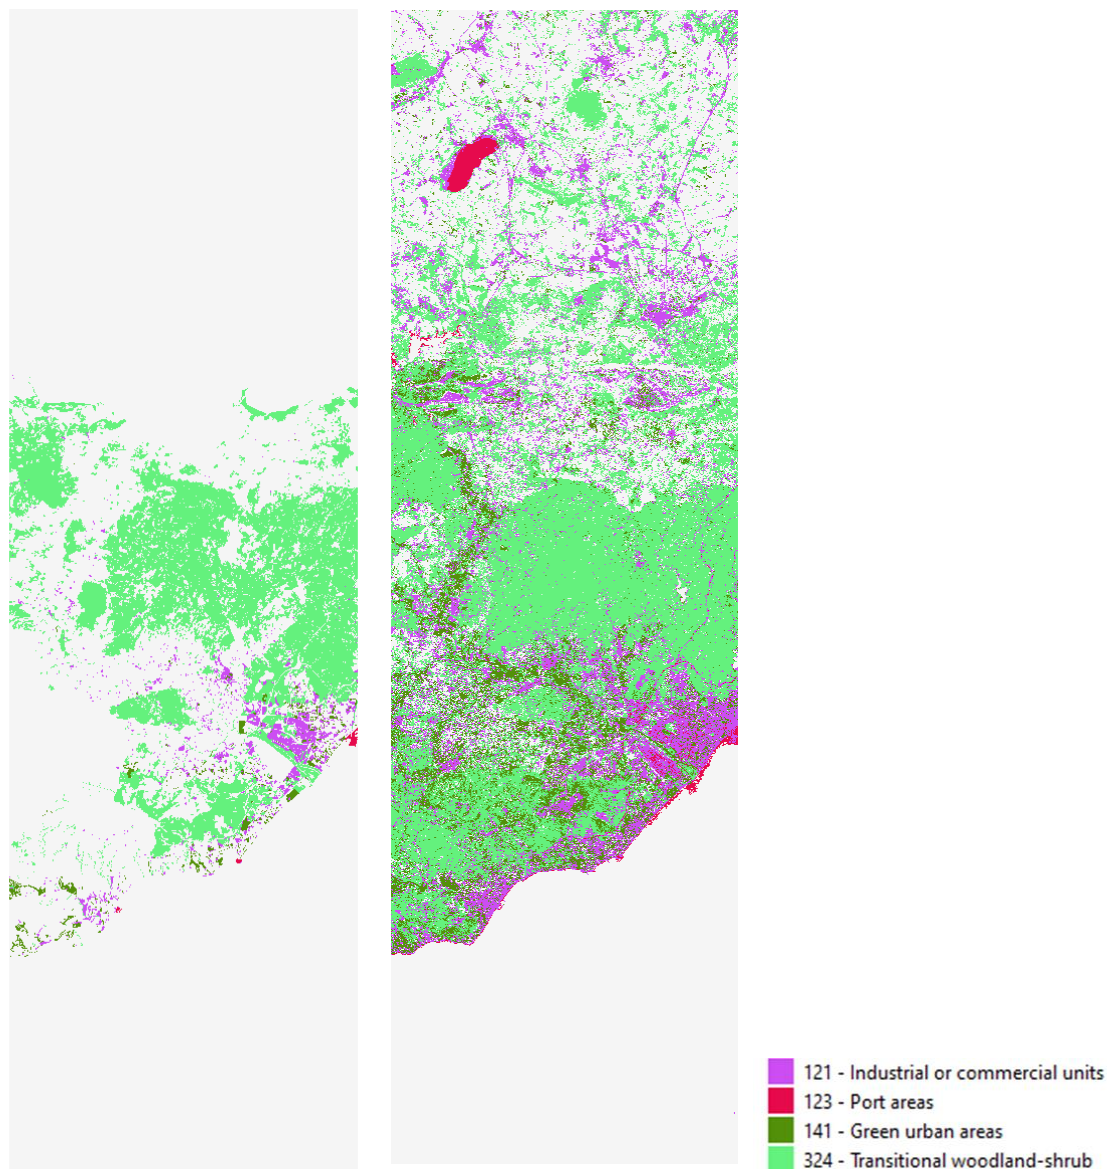 121 - Industrial or commercial units
123 - Port areas
141 - Green urban areas
324 - Transitional woodland-shrub